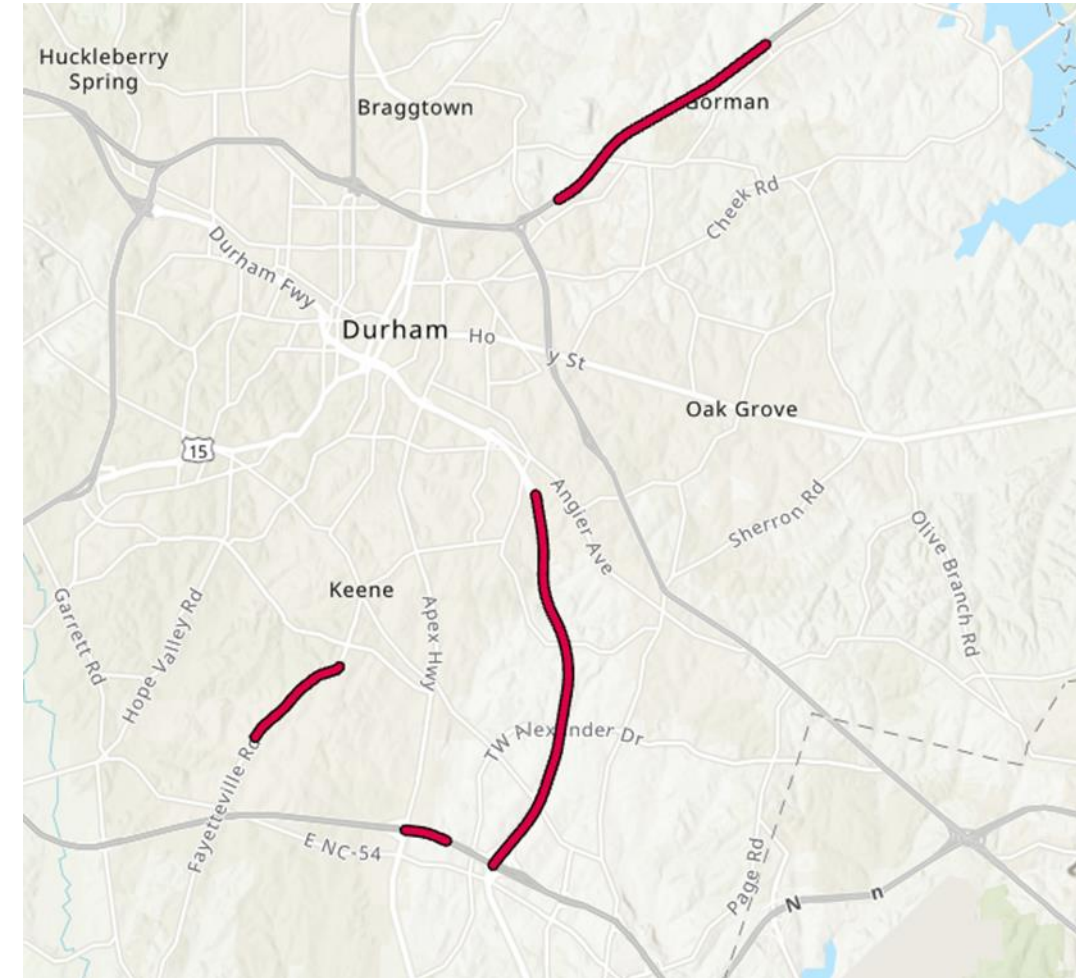 Huckleberry
Spring
Braggtown
Gorman
Cheek Rd
Durham Fwy
Durham
Ho
y St
Oak Grove
15
Angier Ave
Sherron Rd
Olive Branch Rd
Keene
Garrett Rd
Hope Valley Rd
Apex Hwy
TW Alexander Dr
Fayetteville Rd
E NC-54
Page Rd
N
n